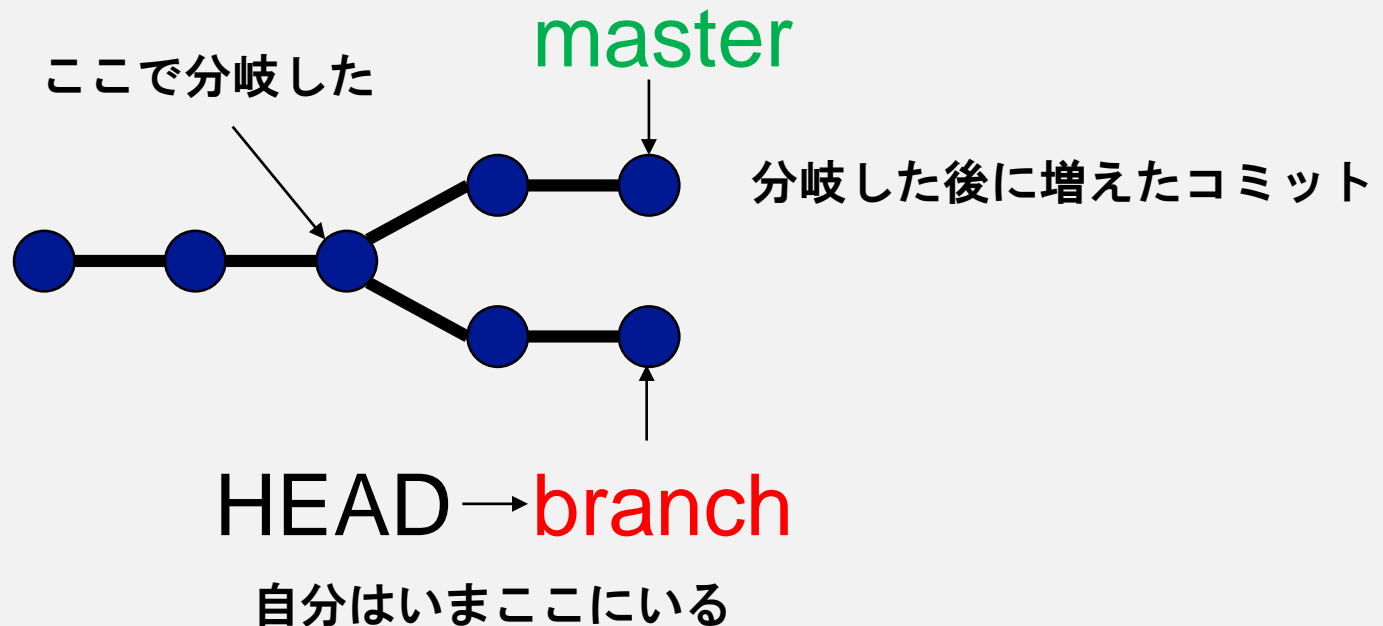 master
ここで分岐した
分岐した後に増えたコミット
HEAD
branch
自分はいまここにいる